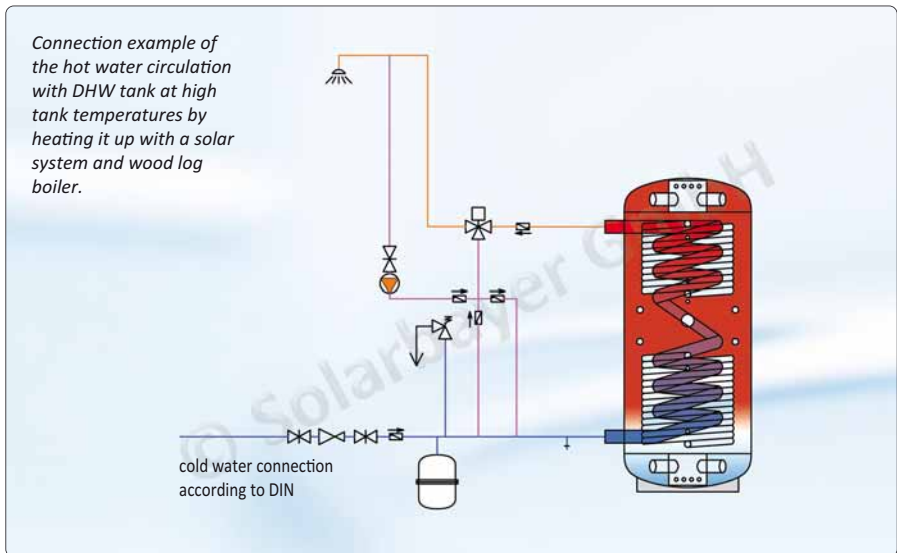 Connection example of
the hot water circulation
with DHW tank at high
tank temperatures by
heating it up with a solar
system and wood log
boiler.
© Solarbayer GmbH
cold water connection
according to DIN